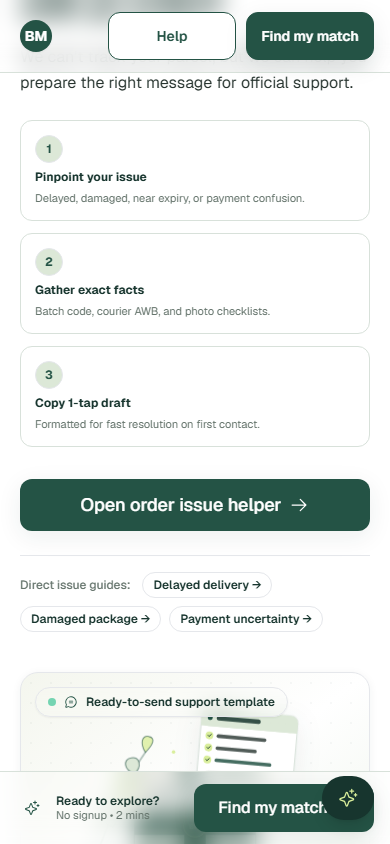 BM
Help
Find my match
prepare the right message for official support.
1
Pinpoint your issue
Delayed, damaged, near expiry, or payment confusion.
2
Gather exact facts
Batch code, courier AWB, and photo checklists.
3
Copy 1-tap draft
Formatted for fast resolution on first contact.
Open order issue helper →
Direct issue guides:
Delayed delivery →
Damaged package →
Payment uncertainty →
Ready-to-send support template
Ready to explore?
No signup • 2 mins
Find my match